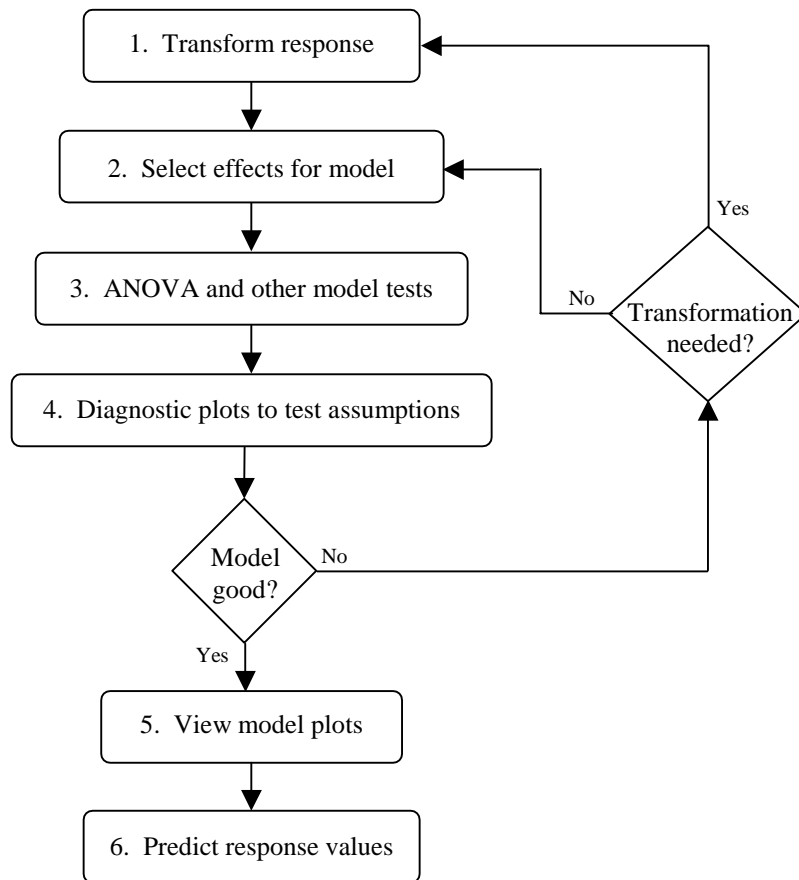 1. Transform response
2. Select effects for model
Yes
3. ANOVA and other model tests
No
Transformation
needed?
4. Diagnostic plots to test assumptions
Model
good?
No
Yes
5. View model plots
6. Predict response values